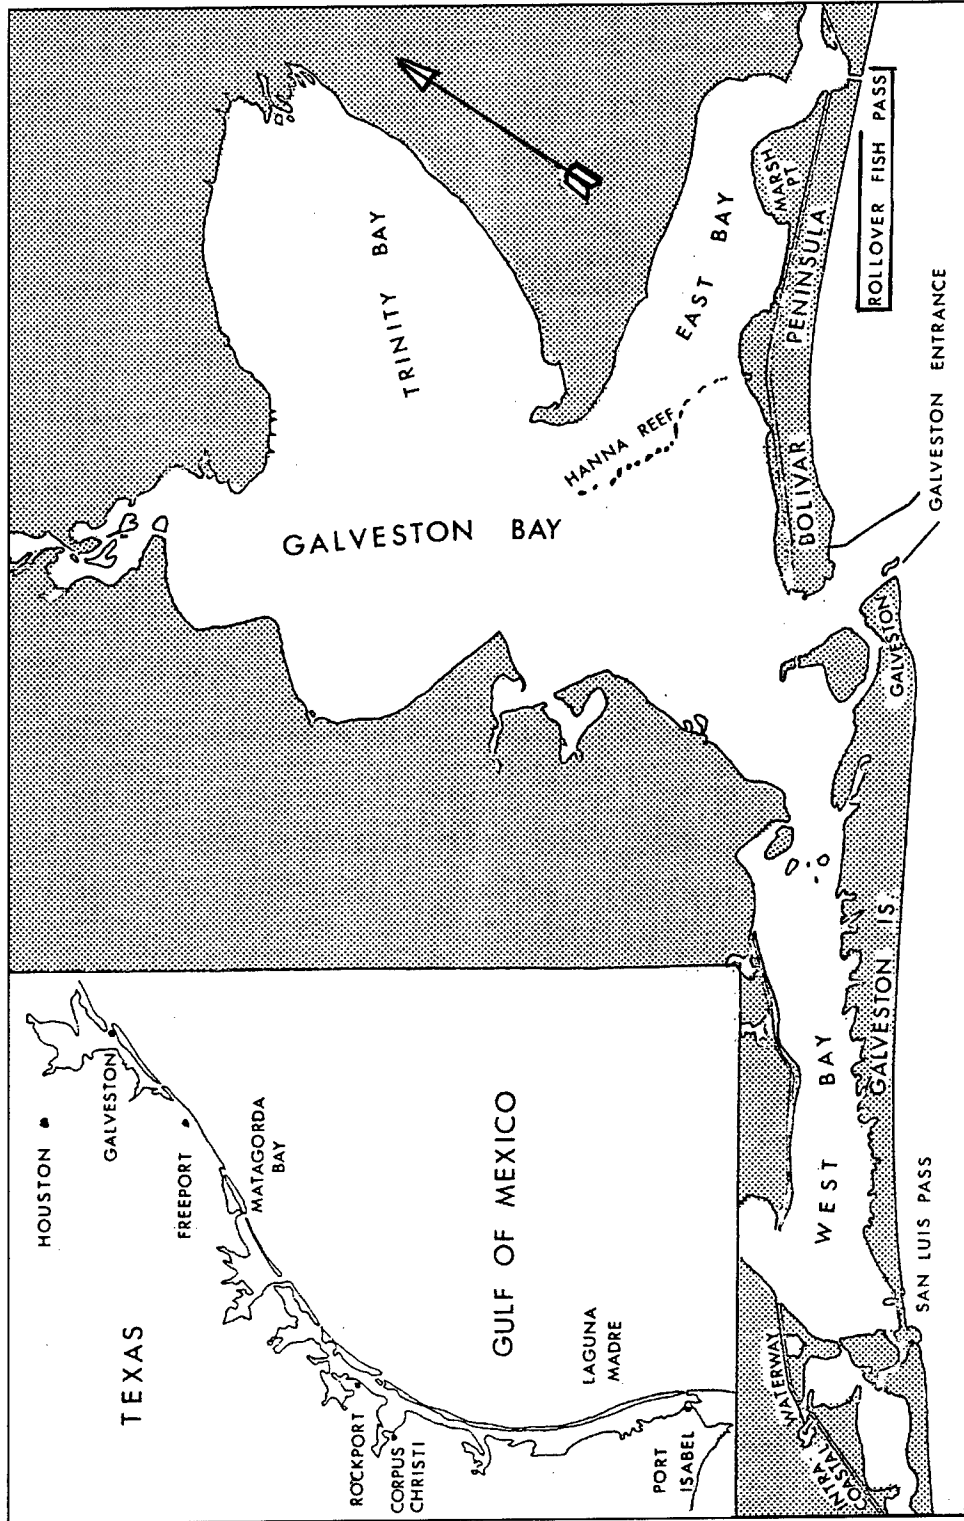 HOUSTON
TEXAS
GALVESTON
FREEPORT
MATAGORDA
BAY
ROCKPORT
CORPUS
CHRISTI
GULF OF MEXICO
LAGUNA
MADRE
PORT
ISABEL
TRINITY BAY
GALVESTON BAY
HANNA REEF
EAST BAY
MARSH
PT
BOLIVAR PENINSULA
ROLLOVER FISH PASS
GALVESTON ENTRANCE
GALVESTON
GALVESTON IS.
WEST BAY
SAN LUIS PASS
INTRA
COASTAL
WATERWAY